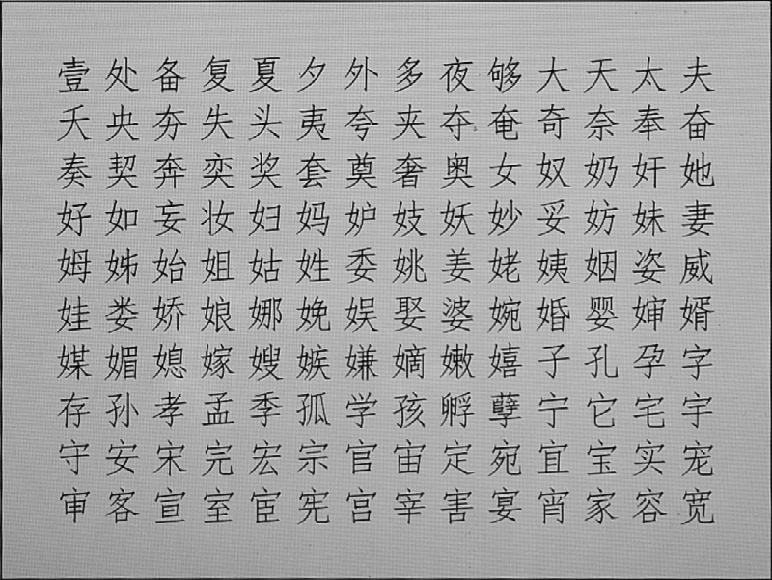 壹处备复夏夕外多夜够大天太夫
夭央夯失头夷夸夹夺奄奇奈奉奋
奏契奔奕奖套奠奢奥女奴奶奸她
好如妄妆妇妈妒妓妖妙妥妨妹妻
姆姊始姐姑姓委姚姜姥姨姻姿威
娃娄娇娘娜娩娱娶婆婉婚婴婶婿
媒媚媳嫁嫂嫉嫌嫡嫩嬉子孔孕字
存孙孝孟季孤学孩孵孽宁它宅宇
守安宋完宏宗官宙定宛宜宝实宠
审客宣室宦宪宫宰害宴宵家容宽